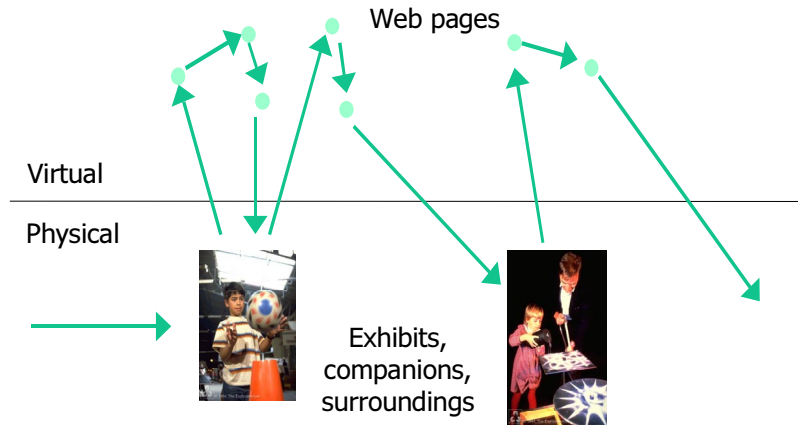 Web pages
Virtual
Physical
Exhibits,
companions,
surroundings